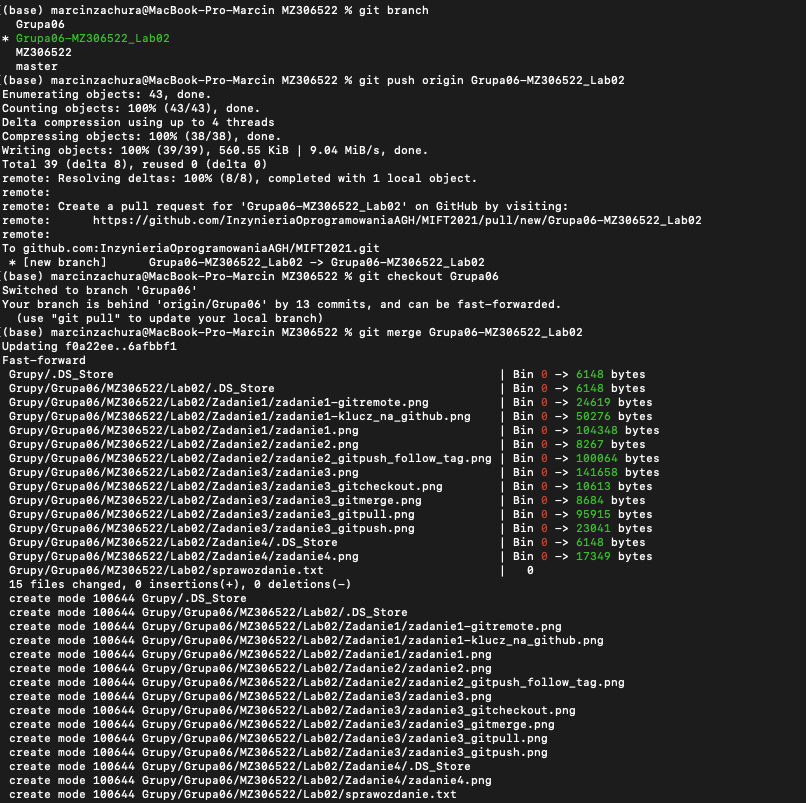 (base) marcinzachura@MacBook-Pro-Marcin MZ306522 % git branch
  Grupa06
* Grupa06-MZ306522_Lab02
  MZ306522
  master
(base) marcinzachura@MacBook-Pro-Marcin MZ306522 % git push origin Grupa06-MZ306522_Lab02
Enumerating objects: 43, done.
Counting objects: 100% (43/43), done.
Delta compression using up to 4 threads
Compressing objects: 100% (38/38), done.
Writing objects: 100% (39/39), 560.55 KiB | 9.04 MiB/s, done.
Total 39 (delta 8), reused 0 (delta 0)
remote: Resolving deltas: 100% (8/8), completed with 1 local object.
remote:
remote: Create a pull request for 'Grupa06-MZ306522_Lab02' on GitHub by visiting:
remote:      https://github.com/InzynieriaOprogramowaniaAGH/MIFT2021/pull/new/Grupa06-MZ306522_Lab02
remote:
To github.com:InzynieriaOprogramowaniaAGH/MIFT2021.git
 * [new branch]      Grupa06-MZ306522_Lab02 -> Grupa06-MZ306522_Lab02
(base) marcinzachura@MacBook-Pro-Marcin MZ306522 % git checkout Grupa06
Switched to branch 'Grupa06'
Your branch is behind 'origin/Grupa06' by 13 commits, and can be fast-forwarded.
  (use "git pull" to update your local branch)
(base) marcinzachura@MacBook-Pro-Marcin MZ306522 % git merge Grupa06-MZ306522_Lab02
Updating f0a22ee..6afbbf1
Fast-forward
 Grupy/.DS_Store | Bin 0 -> 6148 bytes
 Grupy/Grupa06/MZ306522/Lab02/.DS_Store | Bin 0 -> 6148 bytes
 Grupy/Grupa06/MZ306522/Lab02/Zadanie1/zadanie1-gitremote.png | Bin 0 -> 24619 bytes
 Grupy/Grupa06/MZ306522/Lab02/Zadanie1/zadanie1-klucz_na_github.png | Bin 0 -> 50276 bytes
 Grupy/Grupa06/MZ306522/Lab02/Zadanie1/zadanie1.png | Bin 0 -> 104348 bytes
 Grupy/Grupa06/MZ306522/Lab02/Zadanie2/zadanie2.png | Bin 0 -> 8267 bytes
 Grupy/Grupa06/MZ306522/Lab02/Zadanie2/zadanie2_gitpush_follow_tag.png | Bin 0 -> 100064 bytes
 Grupy/Grupa06/MZ306522/Lab02/Zadanie3/zadanie3.png | Bin 0 -> 141658 bytes
 Grupy/Grupa06/MZ306522/Lab02/Zadanie3/zadanie3_gitcheckout.png | Bin 0 -> 10613 bytes
 Grupy/Grupa06/MZ306522/Lab02/Zadanie3/zadanie3_gitmerge.png | Bin 0 -> 8684 bytes
 Grupy/Grupa06/MZ306522/Lab02/Zadanie3/zadanie3_gitpull.png | Bin 0 -> 95915 bytes
 Grupy/Grupa06/MZ306522/Lab02/Zadanie3/zadanie3_gitpush.png | Bin 0 -> 23041 bytes
 Grupy/Grupa06/MZ306522/Lab02/Zadanie4/.DS_Store | Bin 0 -> 6148 bytes
 Grupy/Grupa06/MZ306522/Lab02/Zadanie4/zadanie4.png | Bin 0 -> 17349 bytes
 Grupy/Grupa06/MZ306522/Lab02/sprawozdanie.txt | 0
 15 files changed, 0 insertions(+), 0 deletions(-)
 create mode 100644 Grupy/.DS_Store
 create mode 100644 Grupy/Grupa06/MZ306522/Lab02/.DS_Store
 create mode 100644 Grupy/Grupa06/MZ306522/Lab02/Zadanie1/zadanie1-gitremote.png
 create mode 100644 Grupy/Grupa06/MZ306522/Lab02/Zadanie1/zadanie1-klucz_na_github.png
 create mode 100644 Grupy/Grupa06/MZ306522/Lab02/Zadanie1/zadanie1.png
 create mode 100644 Grupy/Grupa06/MZ306522/Lab02/Zadanie2/zadanie2.png
 create mode 100644 Grupy/Grupa06/MZ306522/Lab02/Zadanie2/zadanie2_gitpush_follow_tag.png
 create mode 100644 Grupy/Grupa06/MZ306522/Lab02/Zadanie3/zadanie3.png
 create mode 100644 Grupy/Grupa06/MZ306522/Lab02/Zadanie3/zadanie3_gitcheckout.png
 create mode 100644 Grupy/Grupa06/MZ306522/Lab02/Zadanie3/zadanie3_gitmerge.png
 create mode 100644 Grupy/Grupa06/MZ306522/Lab02/Zadanie3/zadanie3_gitpull.png
 create mode 100644 Grupy/Grupa06/MZ306522/Lab02/Zadanie3/zadanie3_gitpush.png
 create mode 100644 Grupy/Grupa06/MZ306522/Lab02/Zadanie4/.DS_Store
 create mode 100644 Grupy/Grupa06/MZ306522/Lab02/Zadanie4/zadanie4.png
 create mode 100644 Grupy/Grupa06/MZ306522/Lab02/sprawozdanie.txt